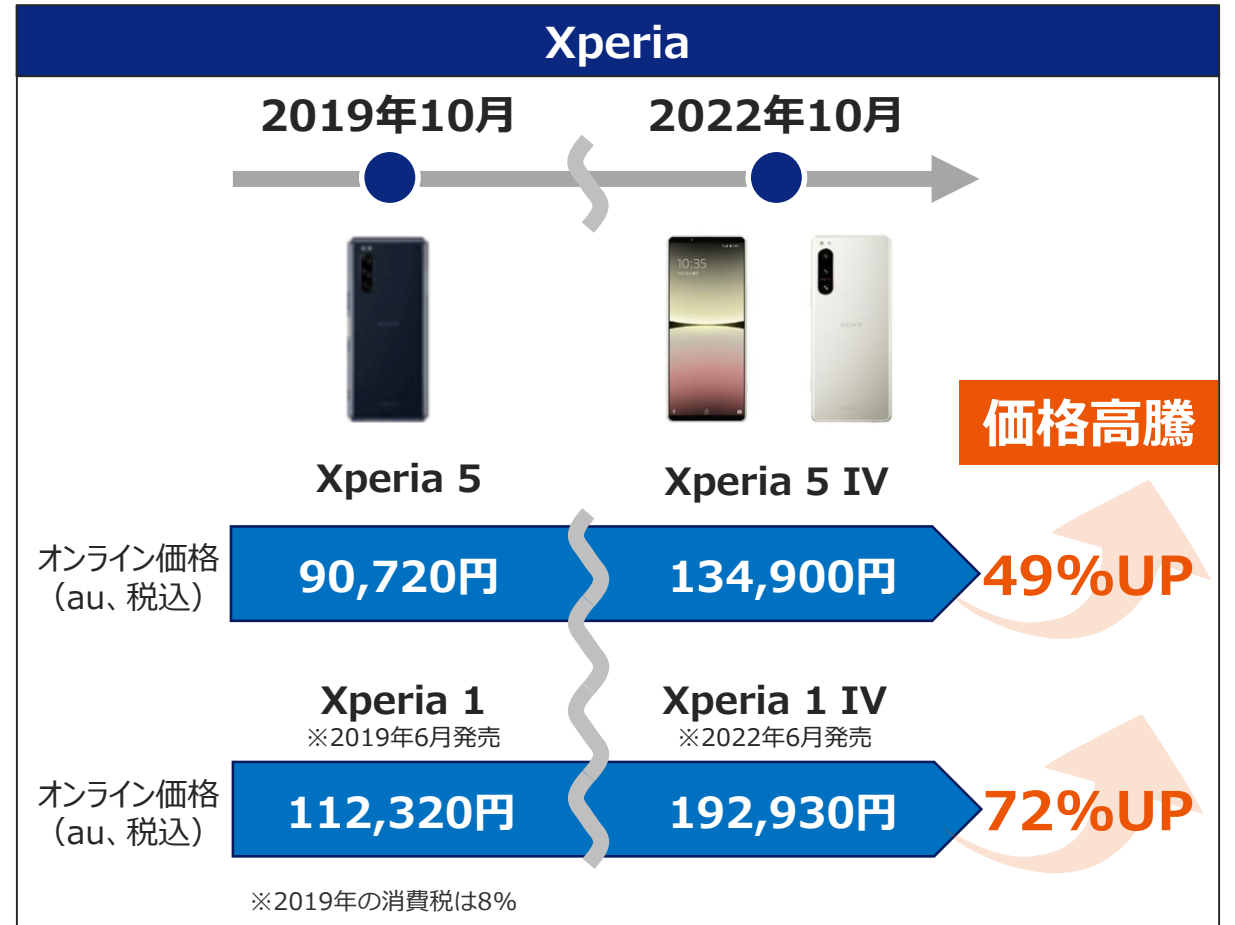 Xperia
2019年10月
2022年10月
10:35
SONY
SONY
Xperia 5
Xperia 5 IV
価格高騰
オンライン価格
（au、税込）
90,720円
134,900円
49%UP
Xperia 1
※2019年6月発売
Xperia 1 IV
※2022年6月発売
オンライン価格
（au、税込）
112,320円
192,930円
72%UP
※2019年の消費税は8%